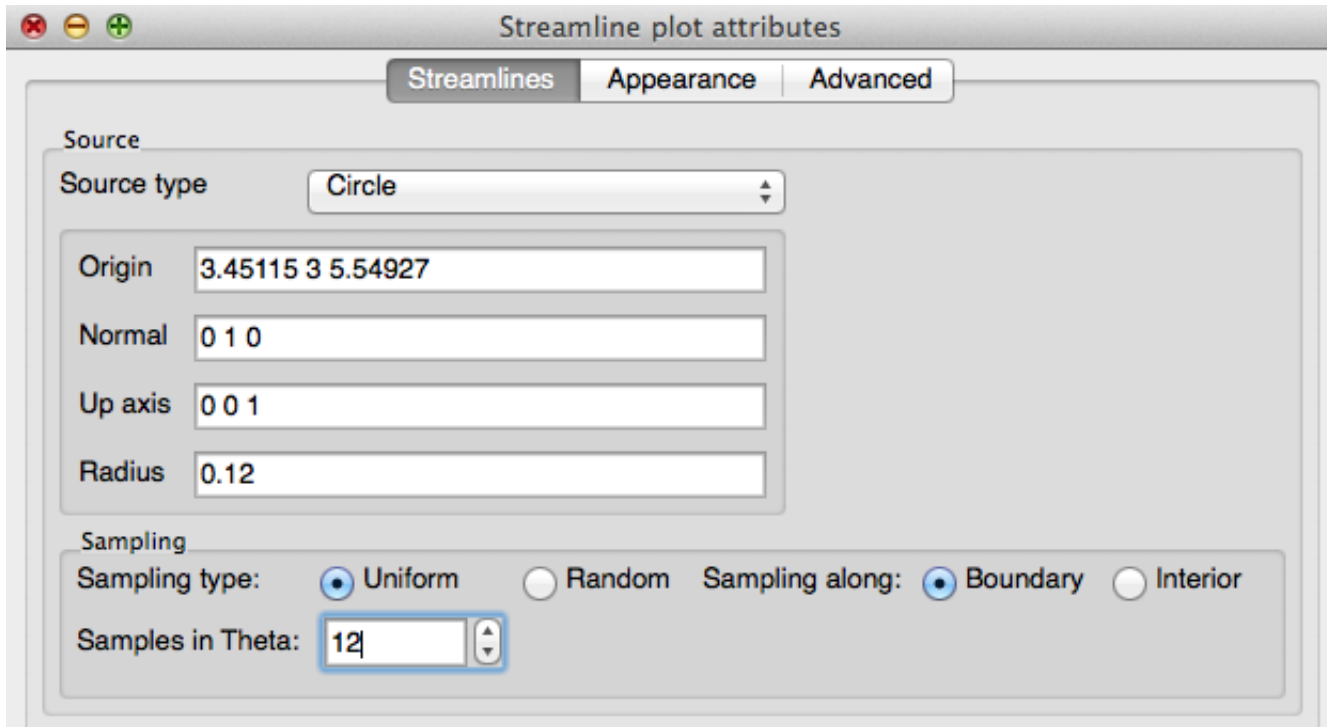 Streamline plot attributes
Streamlines Appearance Advanced
Source
Source type Circle
Origin 3.45115 3 5.54927
Normal 0 1 0
Up axis 0 0 1
Radius 0.12
Sampling
Sampling type: Uniform Random Sampling along: Boundary Interior
Samples in Theta: 12